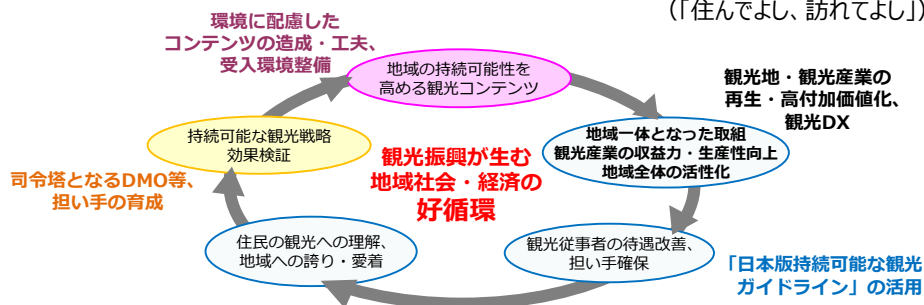 (「住んでよし、訪れてよし」)
環境に配慮した
コンテンツの造成・工夫、
受入環境整備
地域の持続可能性を
高める観光コンテンツ
観光地・観光産業の
再生・高付加価値化、
観光DX
持続可能な観光戦略
効果検証
観光振興が生む
地域社会・経済の
好循環
地域一体となった取組
観光産業の収益力・生産性向上
地域全体の活性化
司令塔となるDMO等、
担い手の育成
住民の観光への理解、
地域への誇り・愛着
観光従事者の待遇改善、
担い手確保
「日本版持続可能な観光
ガイドライン」の活用